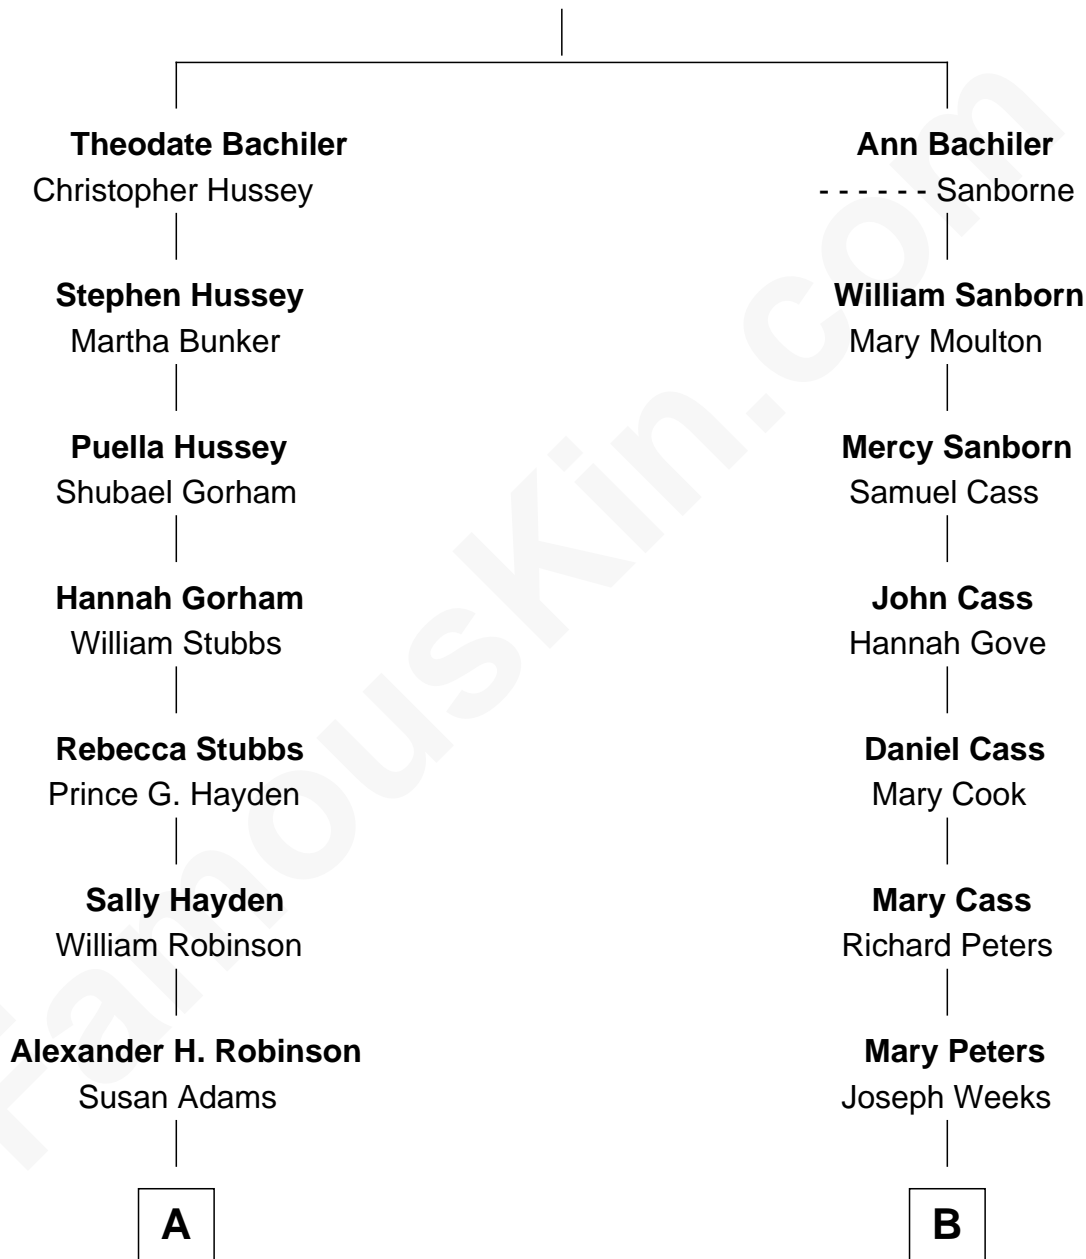 Theodate Bachiler
Christopher Hussey
Ann Bachiler
- - - - - - Sanborne
Stephen Hussey
Martha Bunker
William Sanborn
Mary Moulton
Puella Hussey
Shubael Gorham
Mercy Sanborn
Samuel Cass
Hannah Gorham
William Stubbs
John Cass
Hannah Gove
Rebecca Stubbs
Prince G. Hayden
Daniel Cass
Mary Cook
Sally Hayden
William Robinson
Mary Cass
Richard Peters
Alexander H. Robinson
Susan Adams
Mary Peters
Joseph Weeks
A
B
FamousKin.com